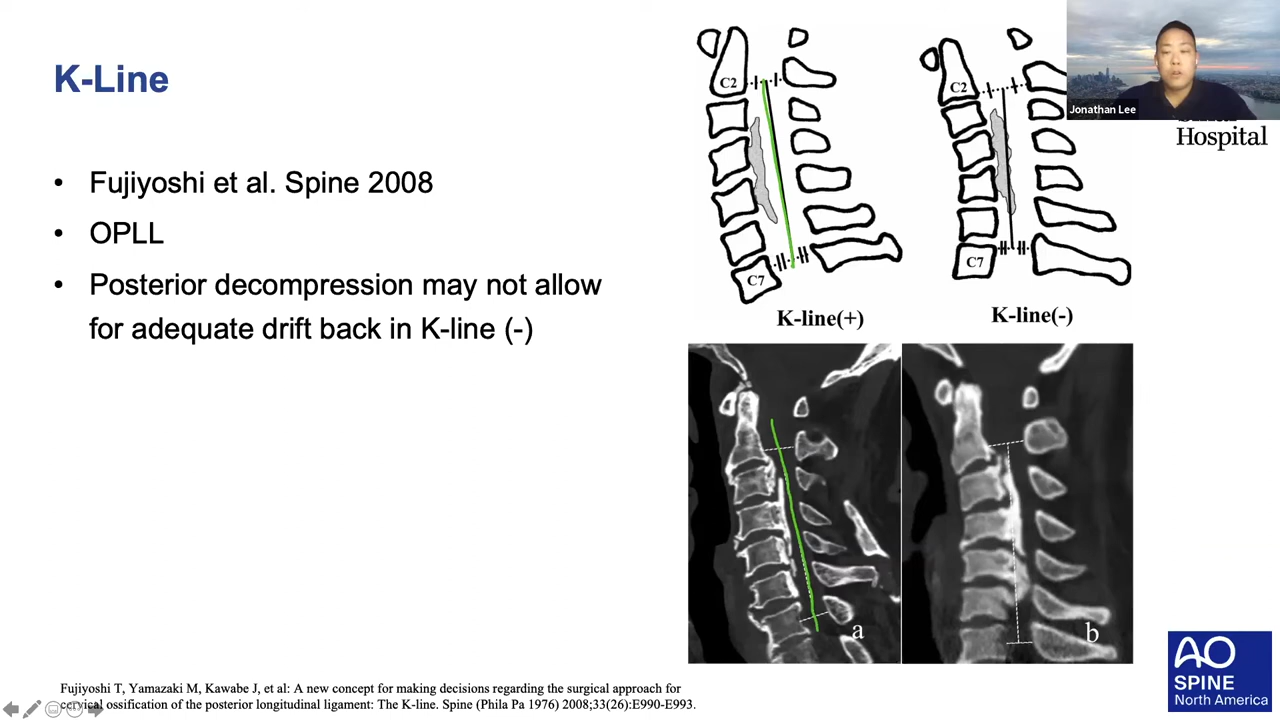 K-Line
• Fujiyoshi et al. Spine 2008
• OPLL
• Posterior decompression may not allow
for adequate drift back in K-line (-)
C2
C7
K-line(+)
C2
C7
K-line(-)
a
b
Jonathan Lee
Hospital
AO
SPINE
North America
Fujiyoshi T, Yamazaki M, Kawabe J, et al: A new concept for making decisions regarding the surgical approach for
cervical ossification of the posterior longitudinal ligament: The K-line. Spine (Phila Pa 1976) 2008;33(26):E990-E993.